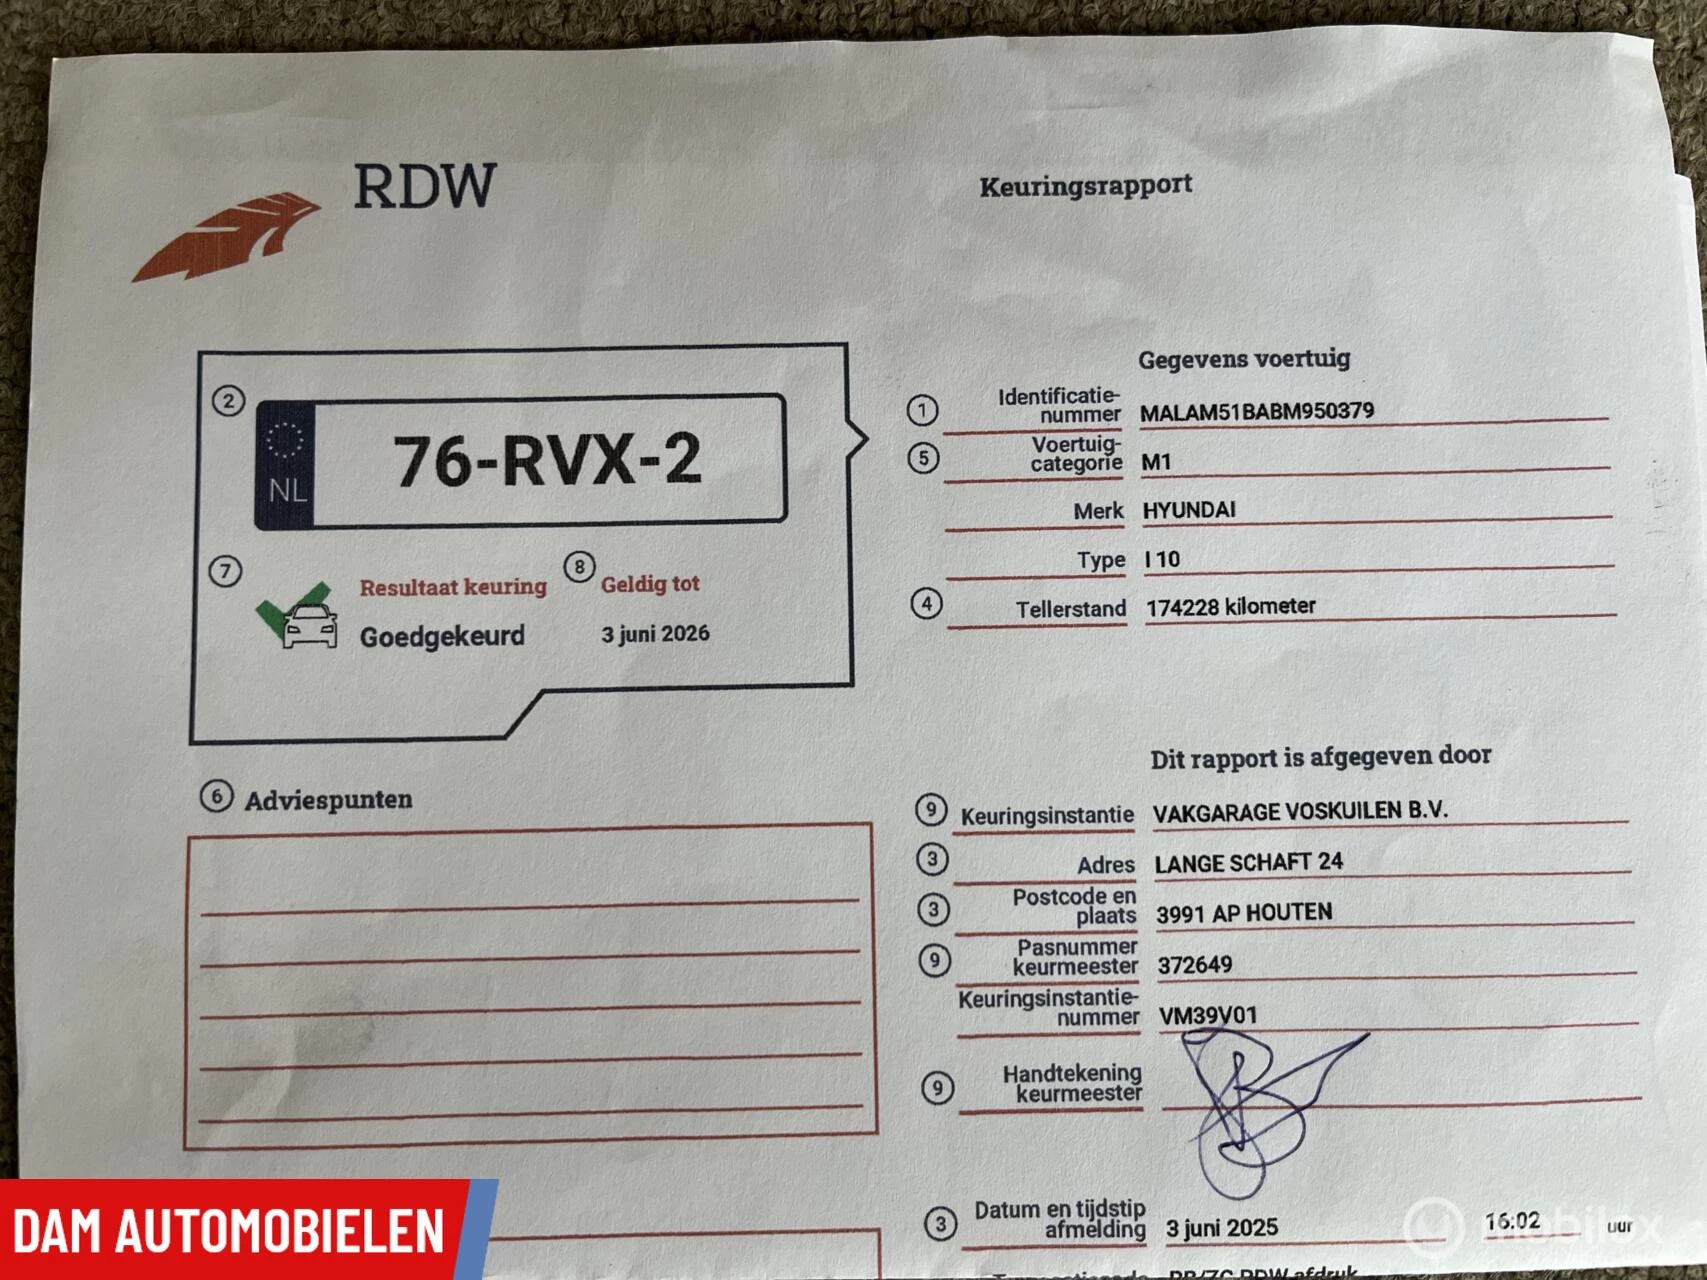 RDW
Keuringsrapport
2
NL
76-RVX-2
7
Resultaat keuring
Goedgekeurd
8
Geldig tot
3 juni 2026
Gegevens voertuig
1 Identificatie-
nummer MALAM51BABM950379
5 Voertuig-
categorie M1
Merk HYUNDAI
Type I 10
4 Tellerstand 174228 kilometer
6 Adviespunten
Dit rapport is afgegeven door
9 Keuringsinstantie VAKGARAGE VOSKUILEN B.V.
3 Adres LANGE SCHAFT 24
3 Postcode en
plaats 3991 AP HOUTEN
9 Pasnummer
keurmeester 372649
Keuringsinstantie-
nummer VM39V01
9 Handtekening
keurmeester
3 Datum en tijdstip
afmelding 3 juni 2025 16:02 uur
RDW afdruk
DAM AUTOMOBIELEN
mobilox